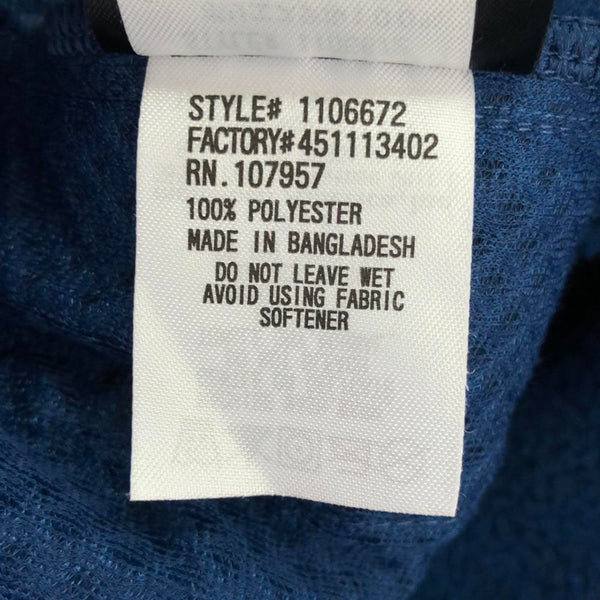 STYLE# 1106672
FACTORY#451113402
RN.107957
100% POLYESTER
MADE IN BANGLADESH
DO NOT LEAVE WET
AVOID USING FABRIC
SOFTENER